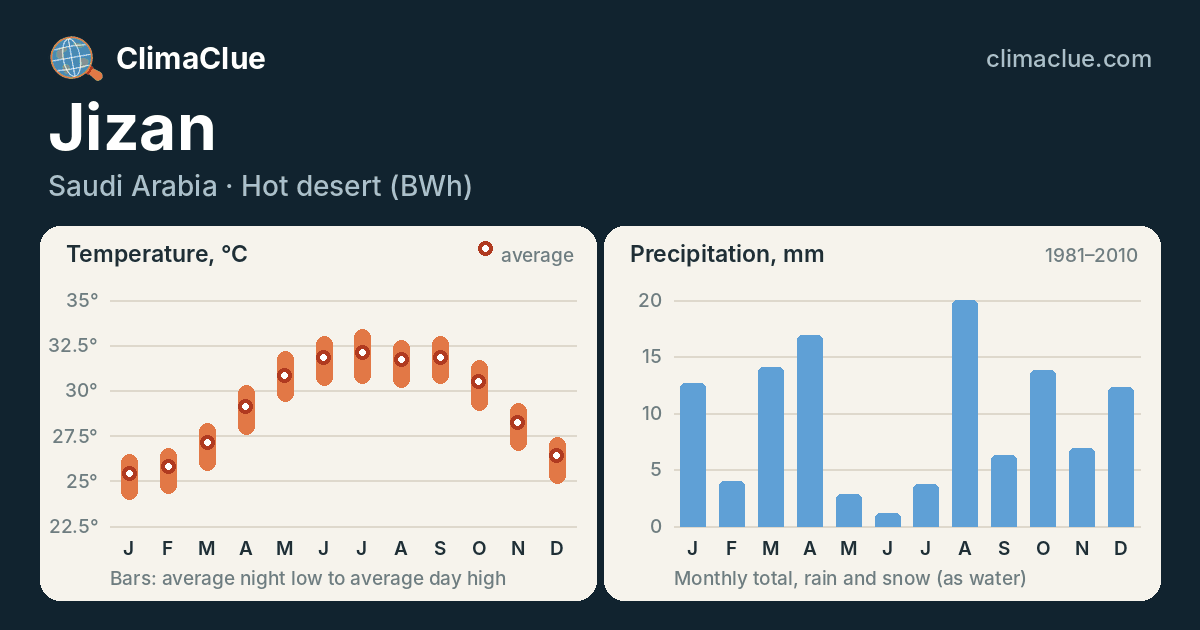 ClimaClue
climaclue.com
Jizan
Saudi Arabia · Hot desert (BWh)
Temperature, °C
average
35°
32.5°
30°
27.5°
25°
22.5°
J F M A M J J A S O N D
Bars: average night low to average day high
Precipitation, mm
1981–2010
20
15
10
5
0
J F M A M J J A S O N D
Monthly total, rain and snow (as water)